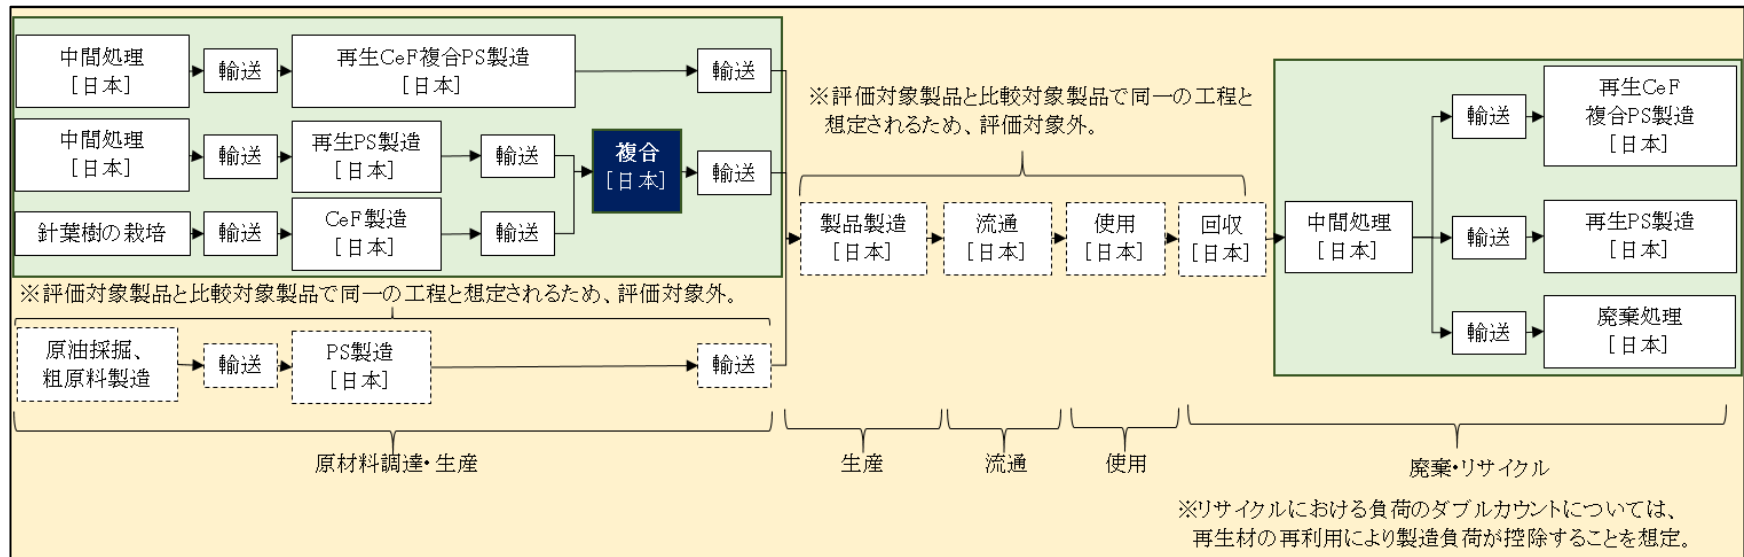 中間処理
[日本]
輸送
再生CeF複合PS製造
[日本]
輸送
中間処理
[日本]
輸送
再生PS製造
[日本]
輸送
複合
[日本]
輸送
針葉樹の栽培
輸送
CeF製造
[日本]
輸送
※評価対象製品と比較対象製品で同一の工程と想定されるため、評価対象外。
原油採掘、
粗原料製造
輸送
PS製造
[日本]
輸送
※評価対象製品と比較対象製品で同一の工程と
想定されるため、評価対象外。
製品製造
[日本]
流通
[日本]
使用
[日本]
回収
[日本]
中間処理
[日本]
輸送
再生CeF
複合PS製造
[日本]
輸送
再生PS製造
[日本]
輸送
廃棄処理
[日本]
原材料調達・生産
生産
流通
使用
廃棄・リサイクル
※リサイクルにおける負荷のダブルカウントについては、
再生材の再利用により製造負荷が控除することを想定。